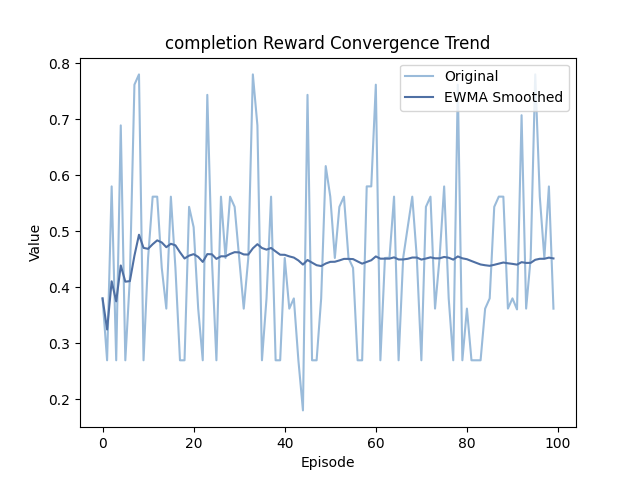 completion Reward Convergence Trend
Original
EWMA Smoothed
Value
0.8
0.7
0.6
0.5
0.4
0.3
0.2
0 20 40 60 80 100
Episode